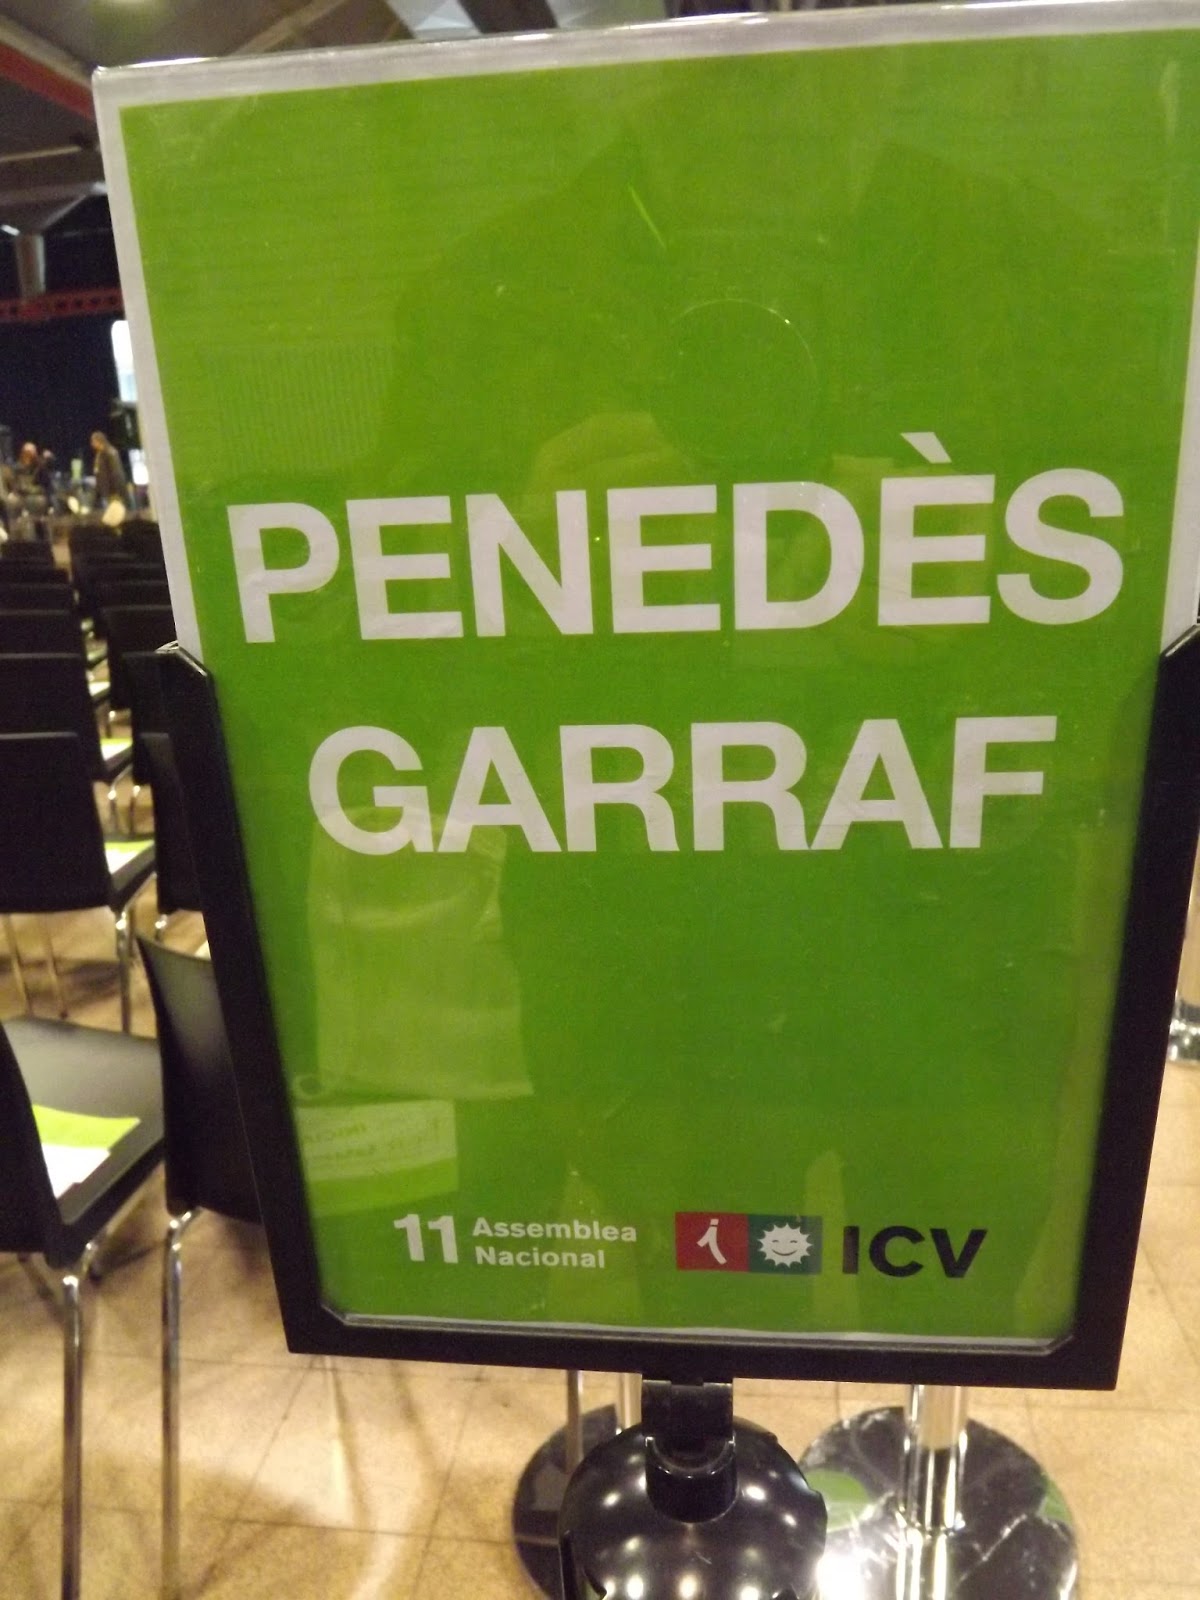 PENEDÈS
GARRAF
11 Assemblea
Nacional
i ICV